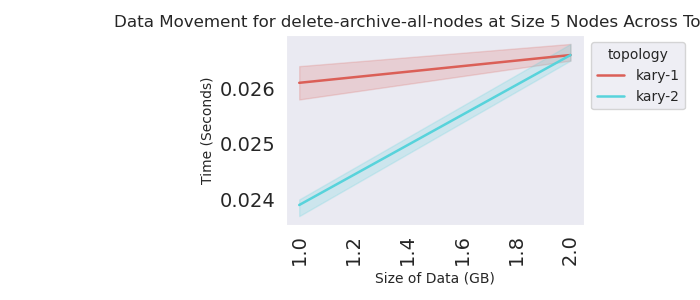 Data Movement for delete-archive-all-nodes at Size 5 Nodes Across To
topology
kary-1
kary-2
Time (Seconds)
0.026
0.025
0.024
1.0
1.2
1.4
1.6
1.8
2.0
Size of Data (GB)